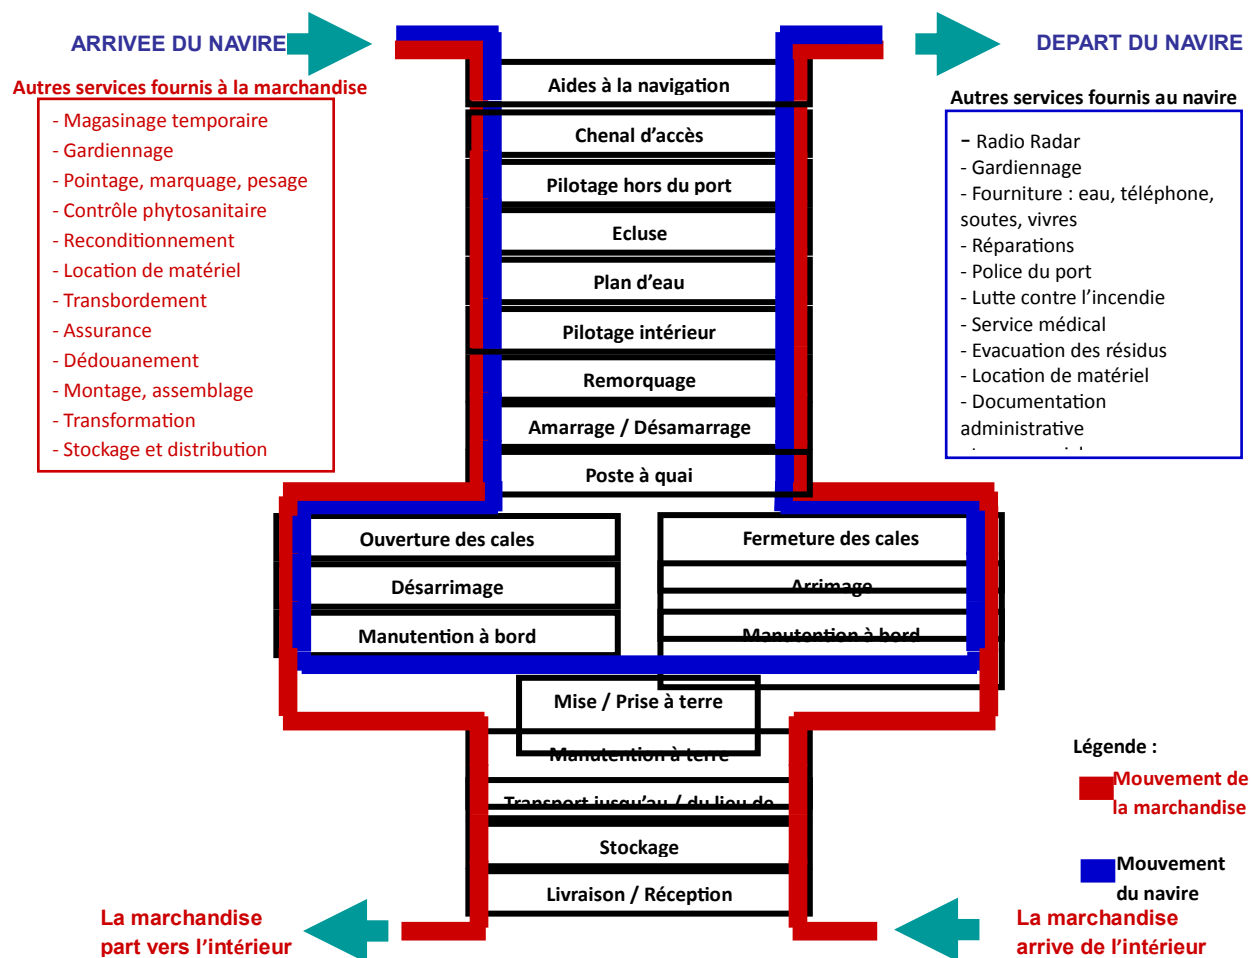 ARRIVEE DU NAVIRE
DEPART DU NAVIRE
Autres services fournis à la marchandise
- Magasinage temporaire
- Gardiennage
- Pointage, marquage, pesage
- Contrôle phytosanitaire
- Reconditionnement
- Location de matériel
- Transbordement
- Assurance
- Dédouanement
- Montage, assemblage
- Transformation
- Stockage et distribution
Aides à la navigation
Chenal d’accès
Pilotage hors du port
Ecluse
Plan d’eau
Pilotage intérieur
Remorquage
Amarrage / Désamarrage
Poste à quai
Autres services fournis au navire
- Radio Radar
- Gardiennage
- Fourniture : eau, téléphone,
soutes, vivres
- Réparations
- Police du port
- Lutte contre l’incendie
- Service médical
- Evacuation des résidus
- Location de matériel
- Documentation
administrative
Ouverture des cales
Désarrimage
Manutention à bord
Fermeture des cales
Arrimage
Manutention à bord
Mise / Prise à terre
Manutention à terre
Transport jusqu’au / du lieu de
Stockage
Livraison / Réception
Légende :
Mouvement de
la marchandise
Mouvement
du navire
La marchandise
part vers l’intérieur
La marchandise
arrive de l’intérieur